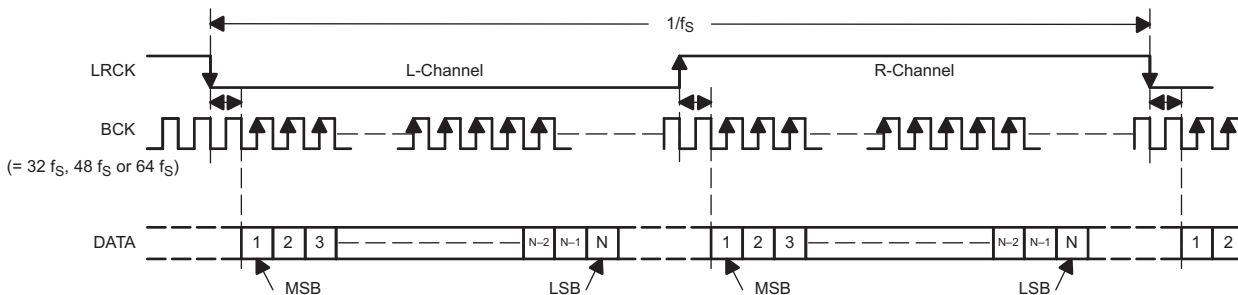 1/fS
LRCK
L-Channel
R-Channel
BCK
(= 32 fS, 48 fS or 64 fS)
DATA
1 2 3 N–2 N–1 N 1 2 3 N–2 N–1 N 1 2
MSB LSB MSB LSB